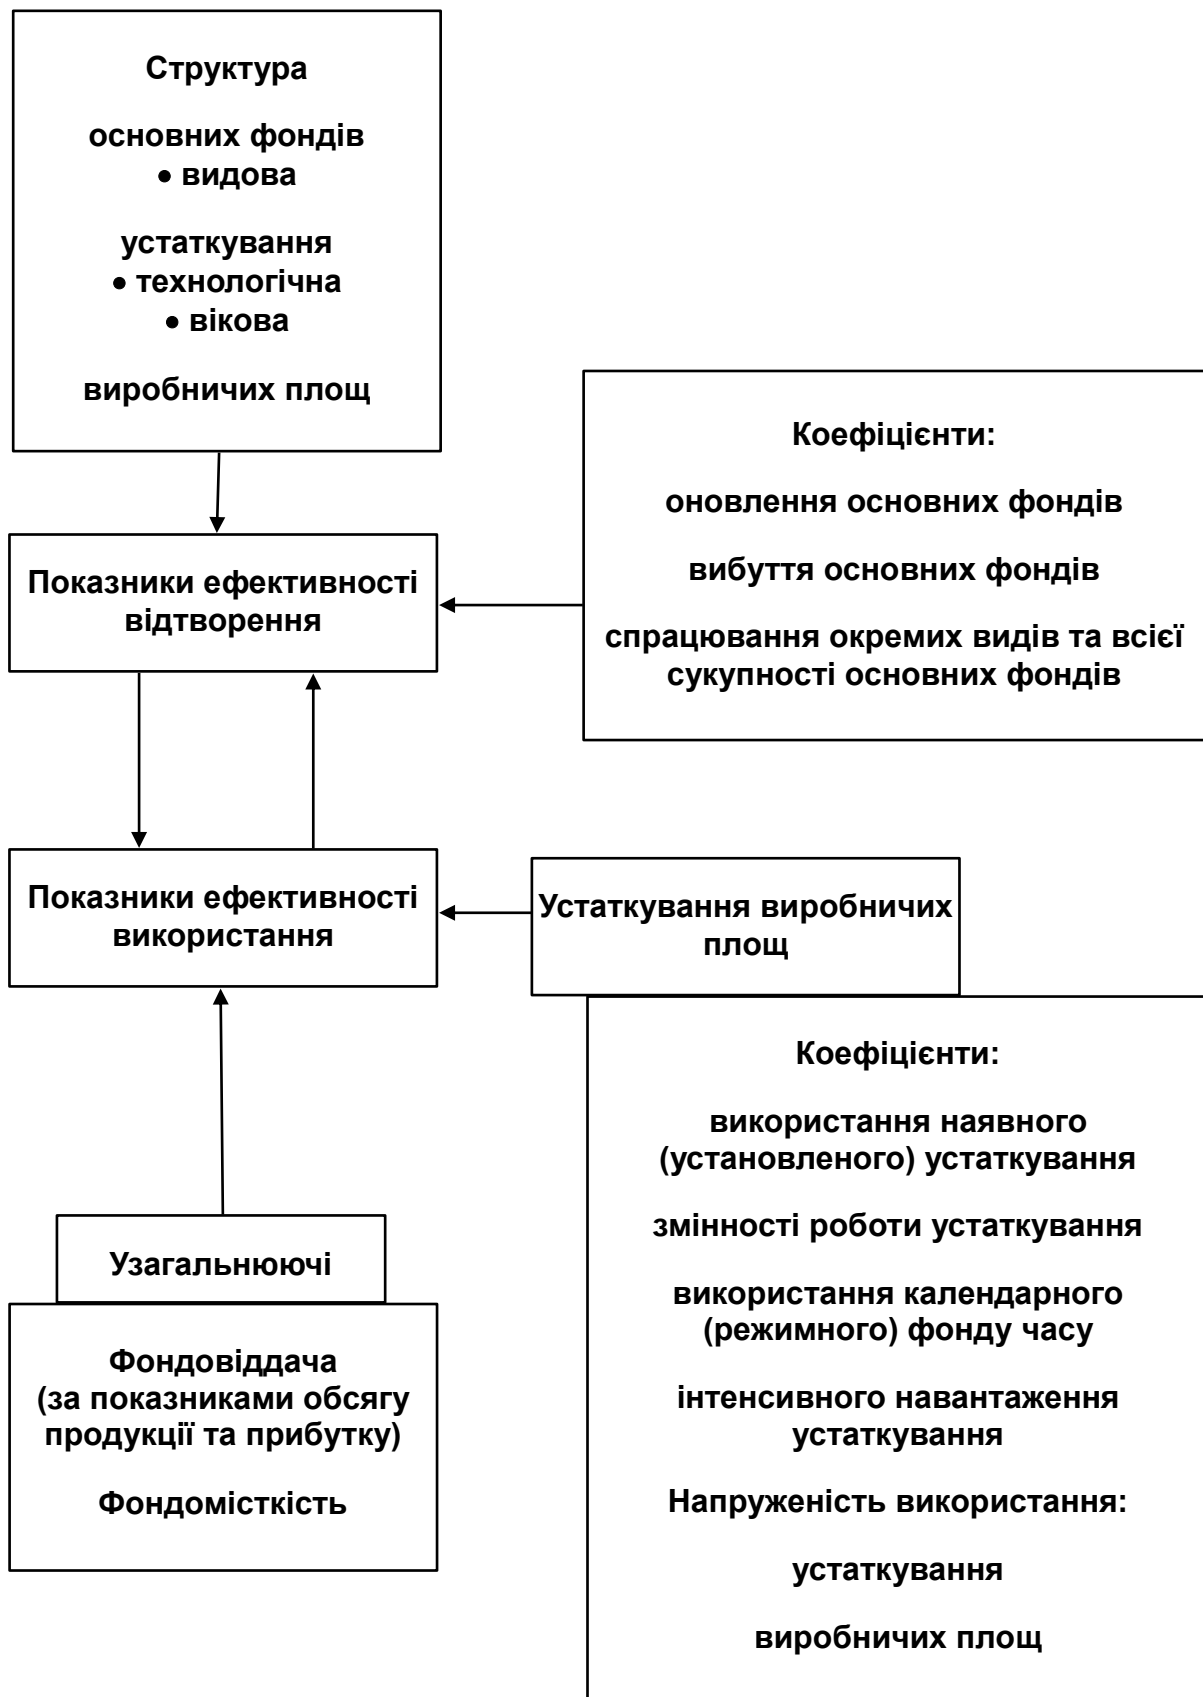 Структура
основних фондів
• видова
устаткування
• технологічна
• вікова
виробничих площ
Коефіцієнти:
оновлення основних фондів
вибуття основних фондів
спрацювання окремих видів та всієї
сукупності основних фондів
Показники ефективності
відтворення
Показники ефективності
використання
Устаткування виробничих
площ
Коефіцієнти:
використання наявного
(установленого) устаткування
змінності роботи устаткування
використання календарного
(режимного) фонду часу
інтенсивного навантаження
устаткування
Напруженість використання:
устаткування
виробничих площ
Узагальнюючі
Фондовіддача
(за показниками обсягу
продукції та прибутку)
Фондомісткість